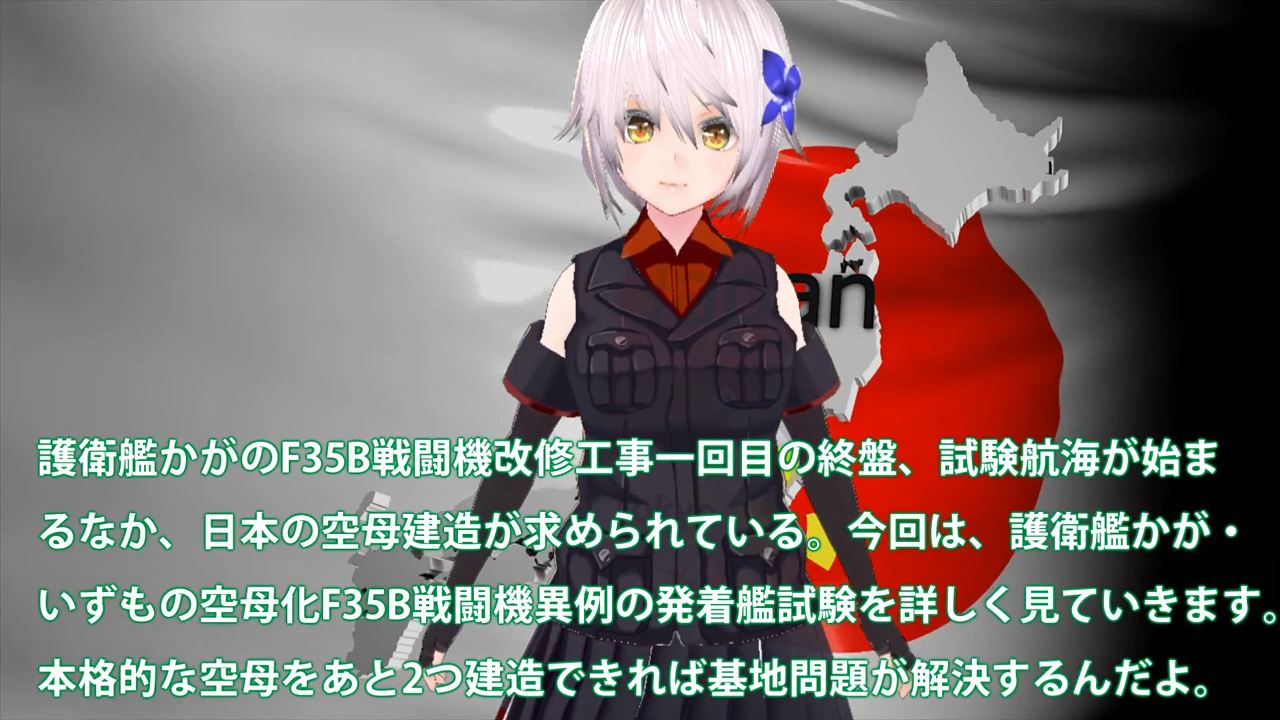 an
護衛艦かがのF35B戦闘機改修工事一回目の終盤、試験航海が始ま
るなか、日本の空母建造が求められている。今回は、護衛艦かが・
いずもの空母化F35B戦闘機異例の発着艦試験を詳しく見ていきます。
本格的な空母をあと2つ建造できれば基地問題が解決するんだよ。